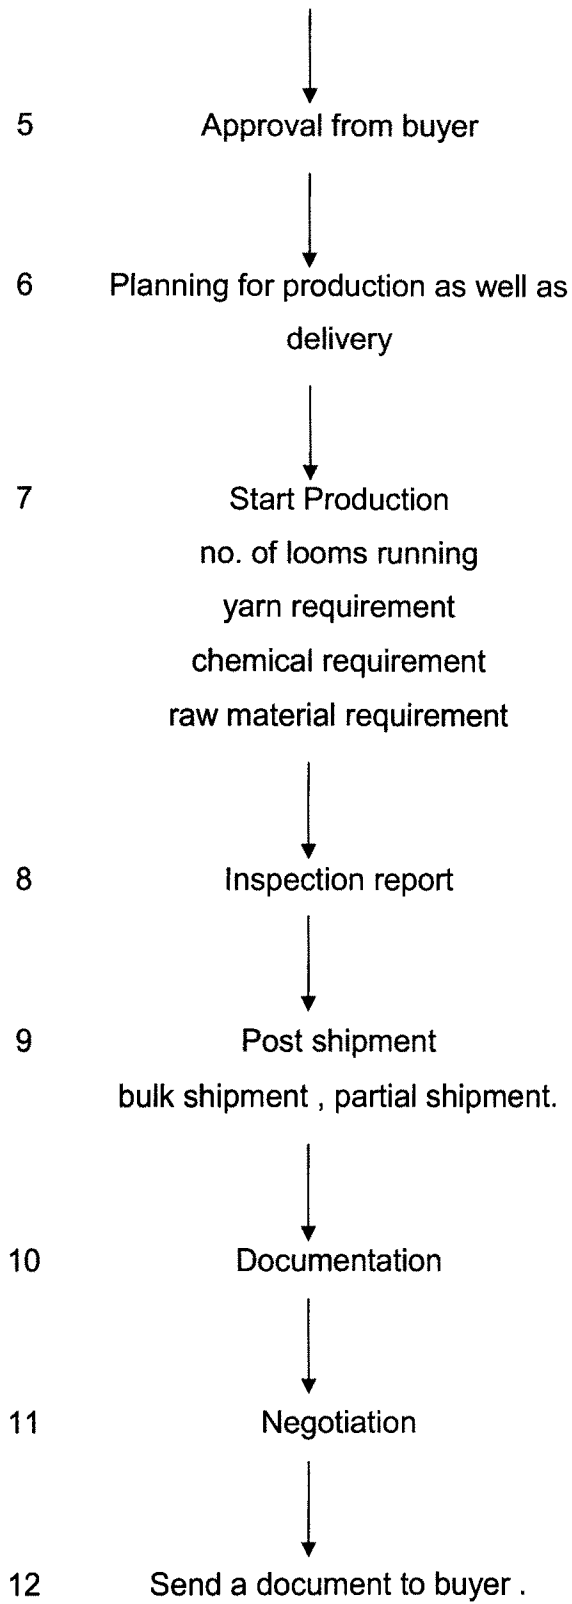 5 Approval from buyer
6 Planning for production as well as
delivery
7 Start Production
no. of looms running
yarn requirement
chemical requirement
raw material requirement
8 Inspection report
9 Post shipment
bulk shipment , partial shipment.
10 Documentation
11 Negotiation
12 Send a document to buyer .